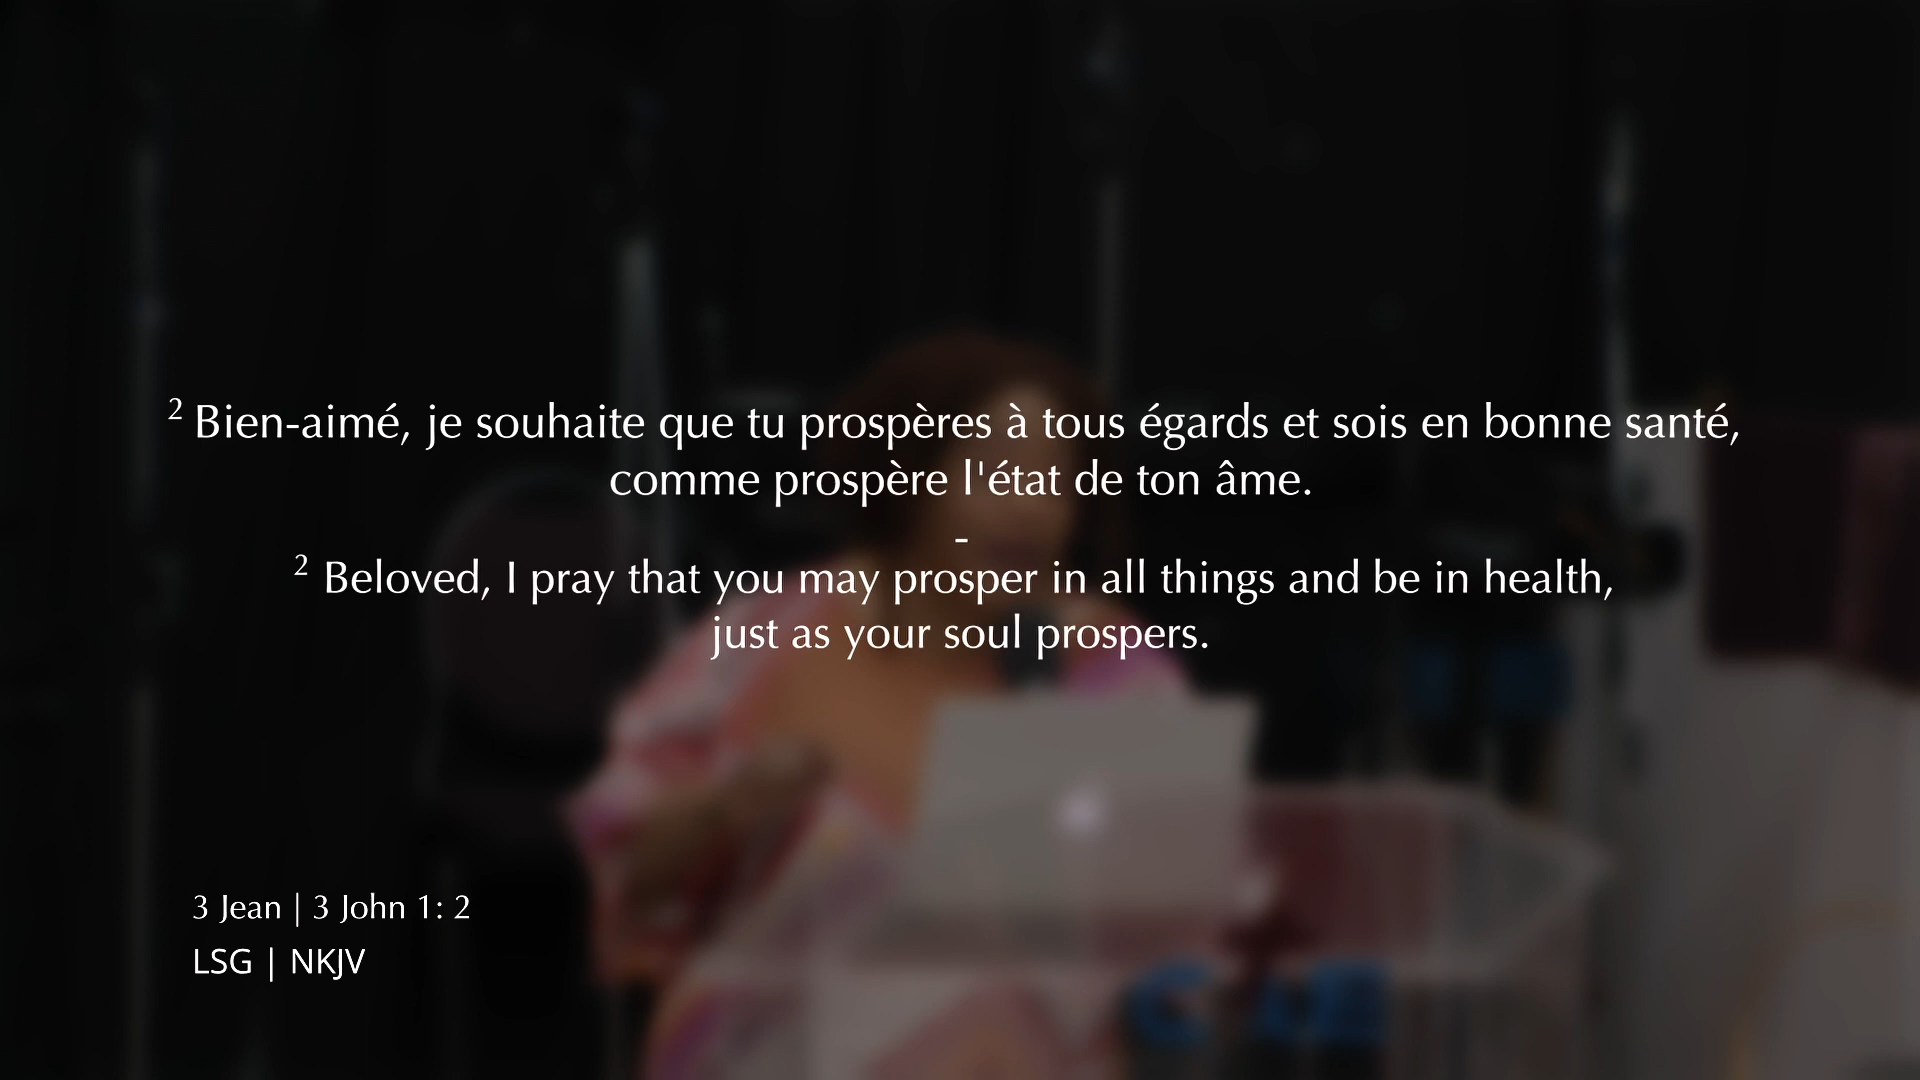 ² Bien-aimé, je souhaite que tu prospères à tous égards et sois en bonne santé,
comme prospère l'état de ton âme.
-
² Beloved, I pray that you may prosper in all things and be in health,
just as your soul prospers.
3 Jean | 3 John 1: 2
LSG | NKJV